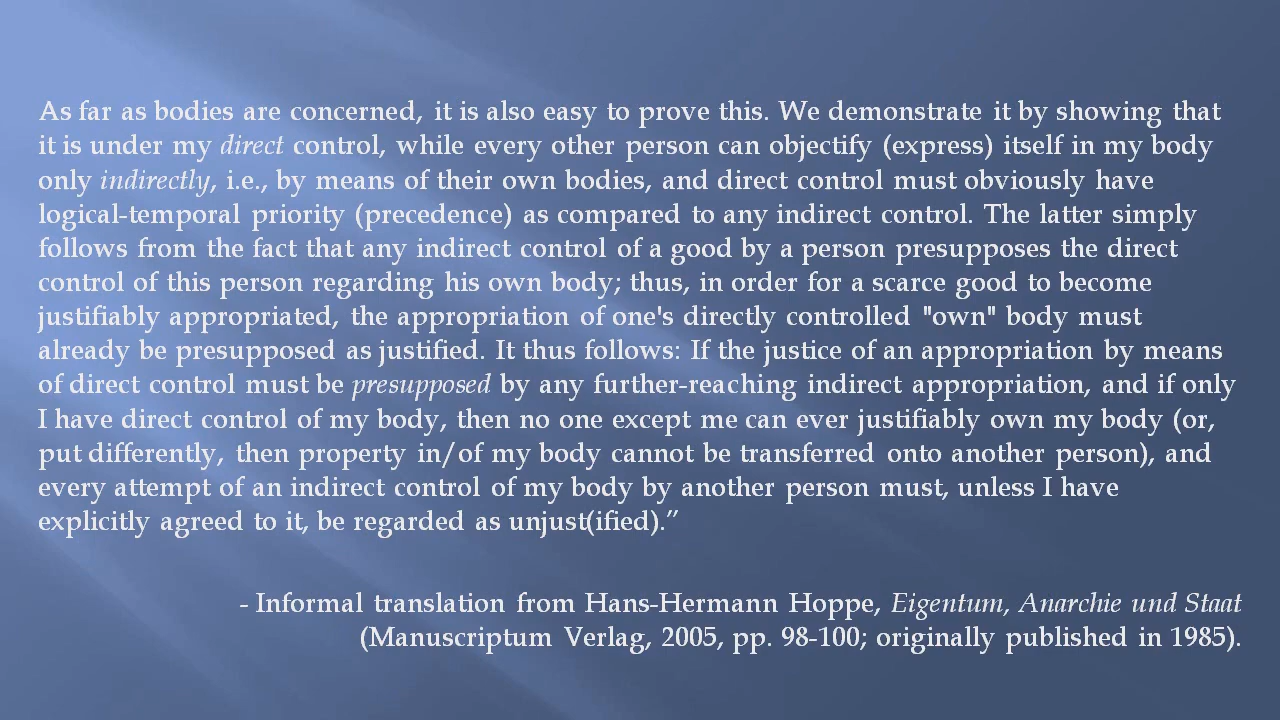 As far as bodies are concerned, it is also easy to prove this. We demonstrate it by showing that
it is under my direct control, while every other person can objectify (express) itself in my body
only indirectly, i.e., by means of their own bodies, and direct control must obviously have
logical-temporal priority (precedence) as compared to any indirect control. The latter simply
follows from the fact that any indirect control of a good by a person presupposes the direct
control of this person regarding his own body; thus, in order for a scarce good to become
justifiably appropriated, the appropriation of one's directly controlled "own" body must
already be presupposed as justified. It thus follows: If the justice of an appropriation by means
of direct control must be presupposed by any further-reaching indirect appropriation, and if only
I have direct control of my body, then no one except me can ever justifiably own my body (or,
put differently, then property in/of my body cannot be transferred onto another person), and
every attempt of an indirect control of my body by another person must, unless I have
explicitly agreed to it, be regarded as unjust(ified).”
- Informal translation from Hans-Hermann Hoppe, Eigentum, Anarchie und Staat
(Manuscriptum Verlag, 2005, pp. 98-100; originally published in 1985).